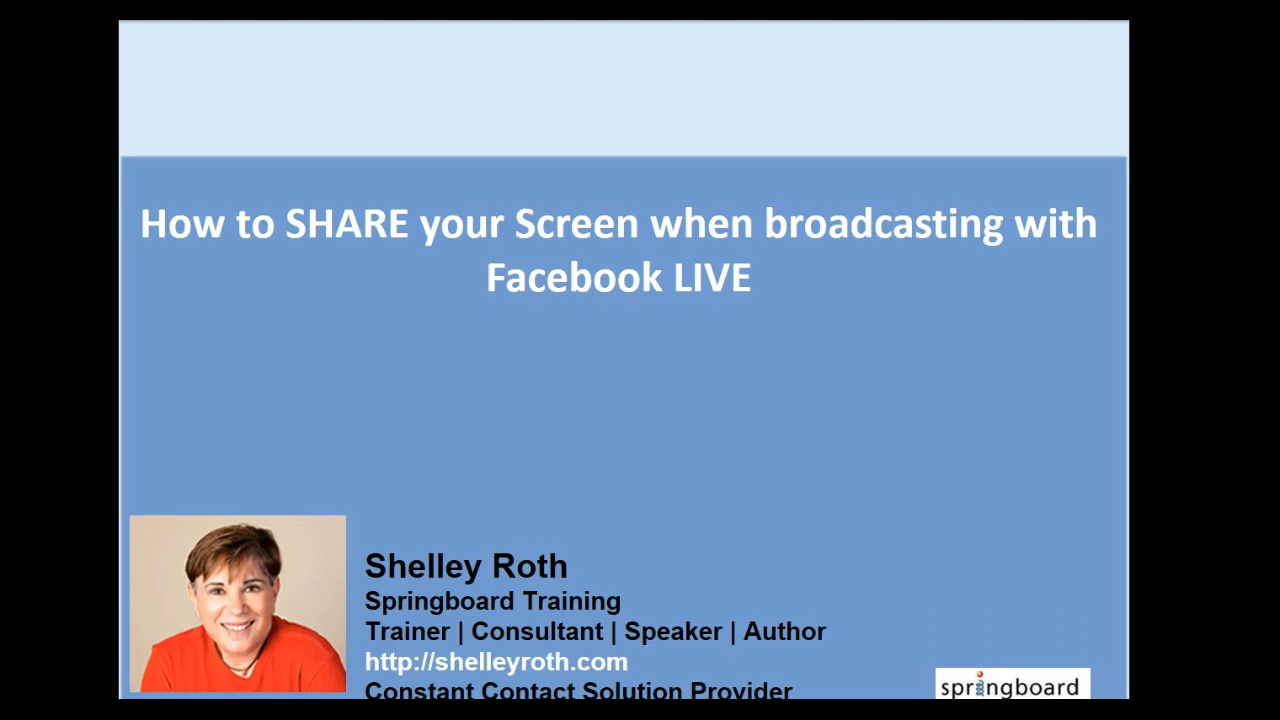 How to SHARE your Screen when broadcasting with
Facebook LIVE
Shelley Roth
Springboard Training
Trainer | Consultant | Speaker | Author
http://shelleyroth.com
Constant Contact Solution Provider
springboard